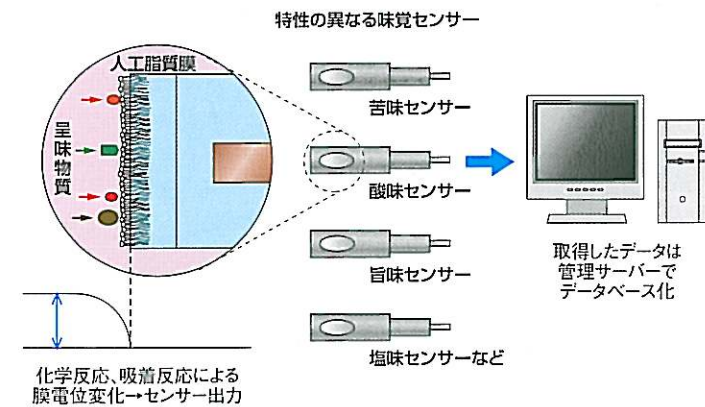 特性の異なる味覚センサー
人工脂質膜
呈味物質
苦味センサー
酸味センサー
旨味センサー
塩味センサーなど
取得したデータは
管理サーバーで
データベース化
化学反応、吸着反応による
膜電位変化→センサー出力